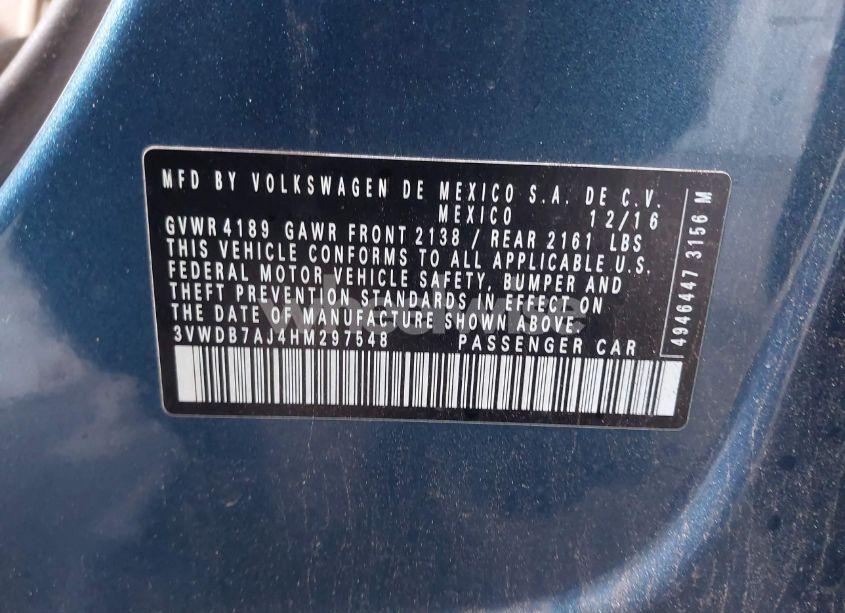 MFD BY VOLKSWAGEN DE MEXICO S.A. DE C.V.
MEXICO 12/16
GVWR 4189 GAWR FRONT 2138 / REAR 2161 LBS
THIS VEHICLE CONFORMS TO ALL APPLICABLE U.S.
FEDERAL MOTOR VEHICLE SAFETY, BUMPER AND
THEFT PREVENTION STANDARDS IN EFFECT ON
THE DATE OF MANUFACTURE SHOWN ABOVE.
3VWDB7AJ4HM297548 PASSENGER CAR
4946447 3156 M